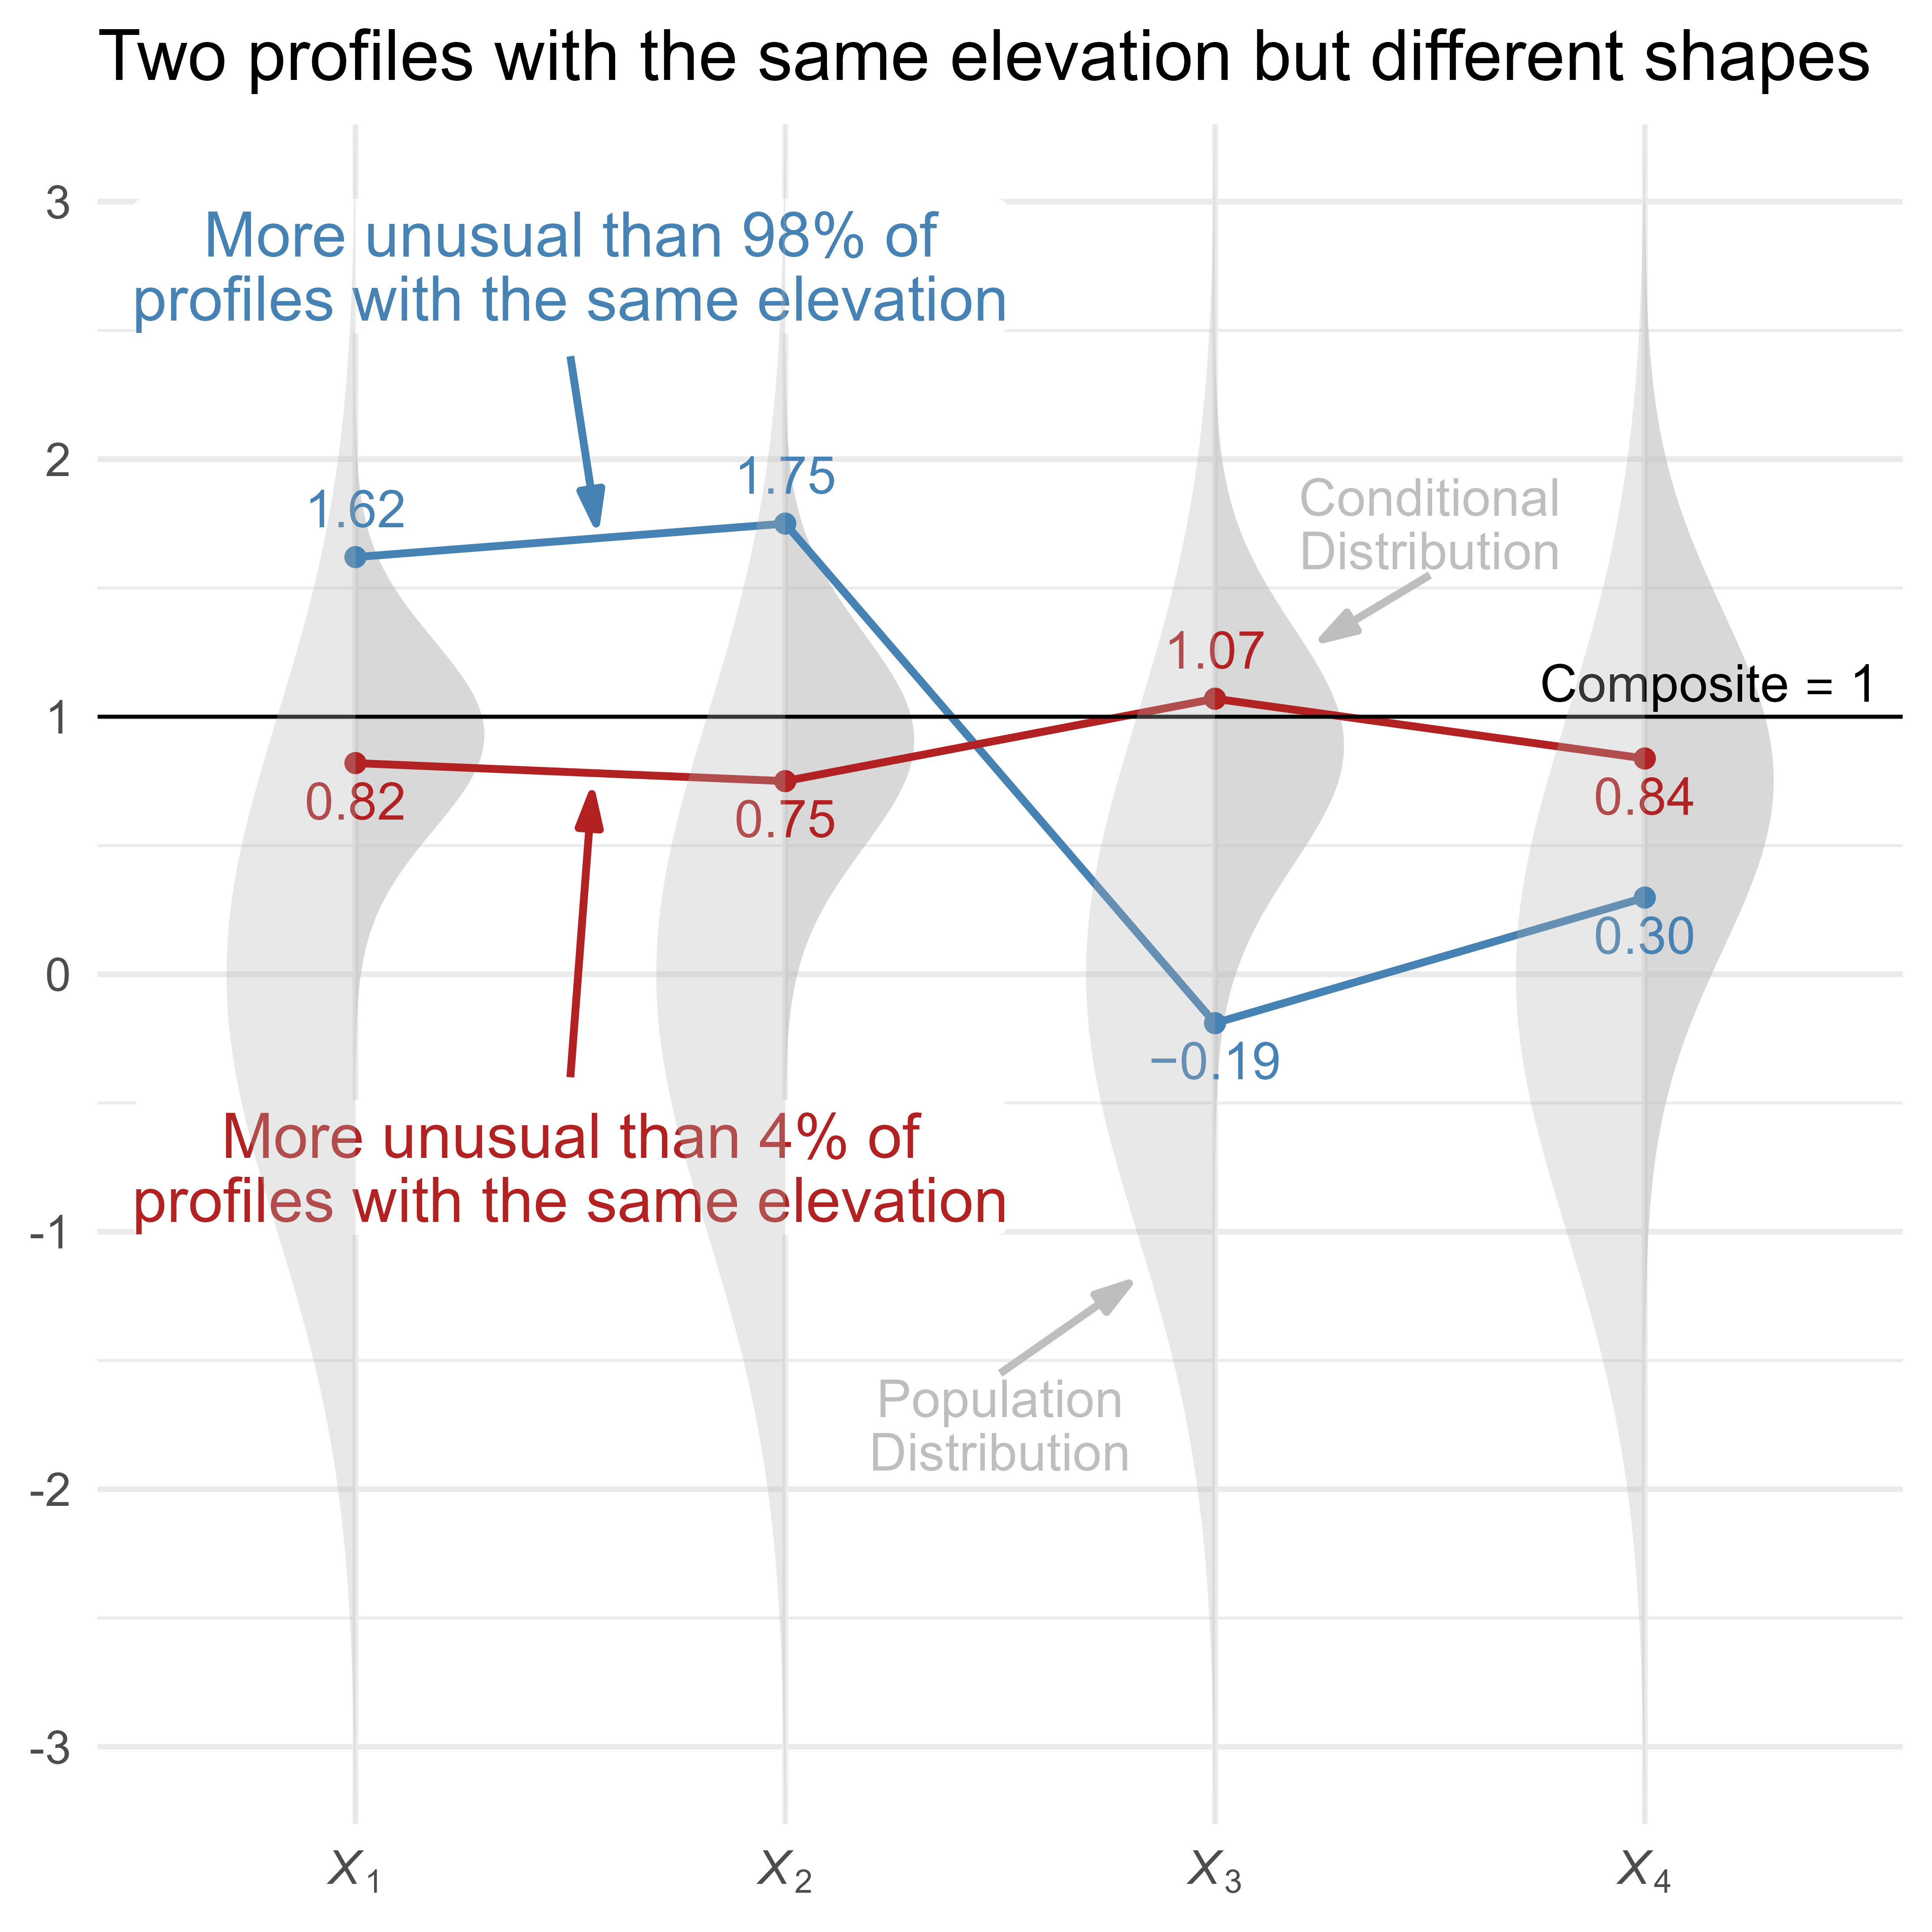 Two profiles with the same elevation but different shapes
3
More unusual than 98% of
profiles with the same elevation
2
1.62
1.75
Conditional
Distribution
1.07
Composite = 1
1
0.82
0.75
0.84
0.30
0
−0.19
More unusual than 4% of
profiles with the same elevation
-1
Population
Distribution
-2
-3
X1
X2
X3
X4